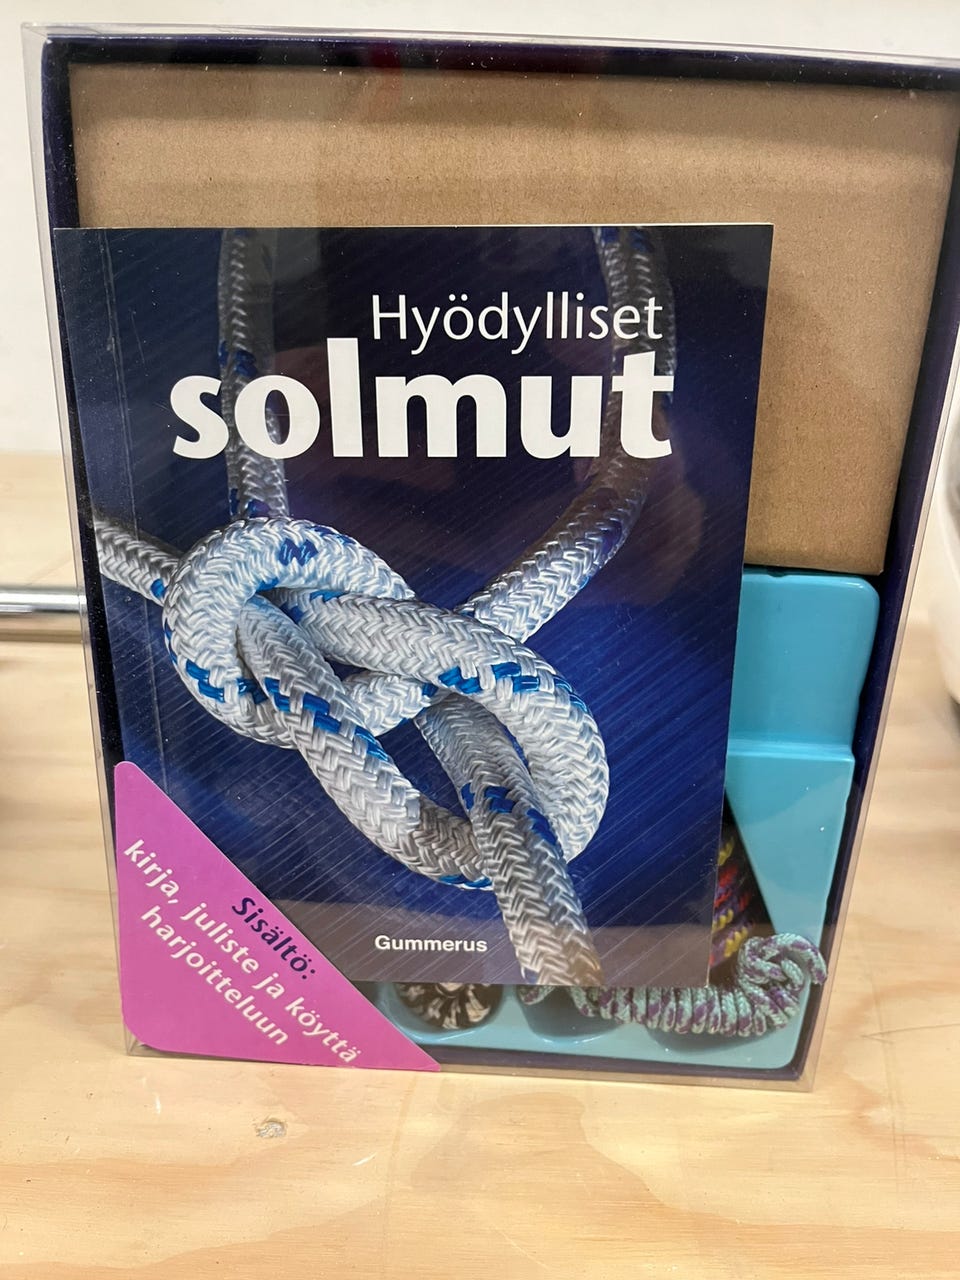 Hyödylliset
solmut
Gummerus
Sisältö:
kirja, juliste ja köyttä
harjoitteluun